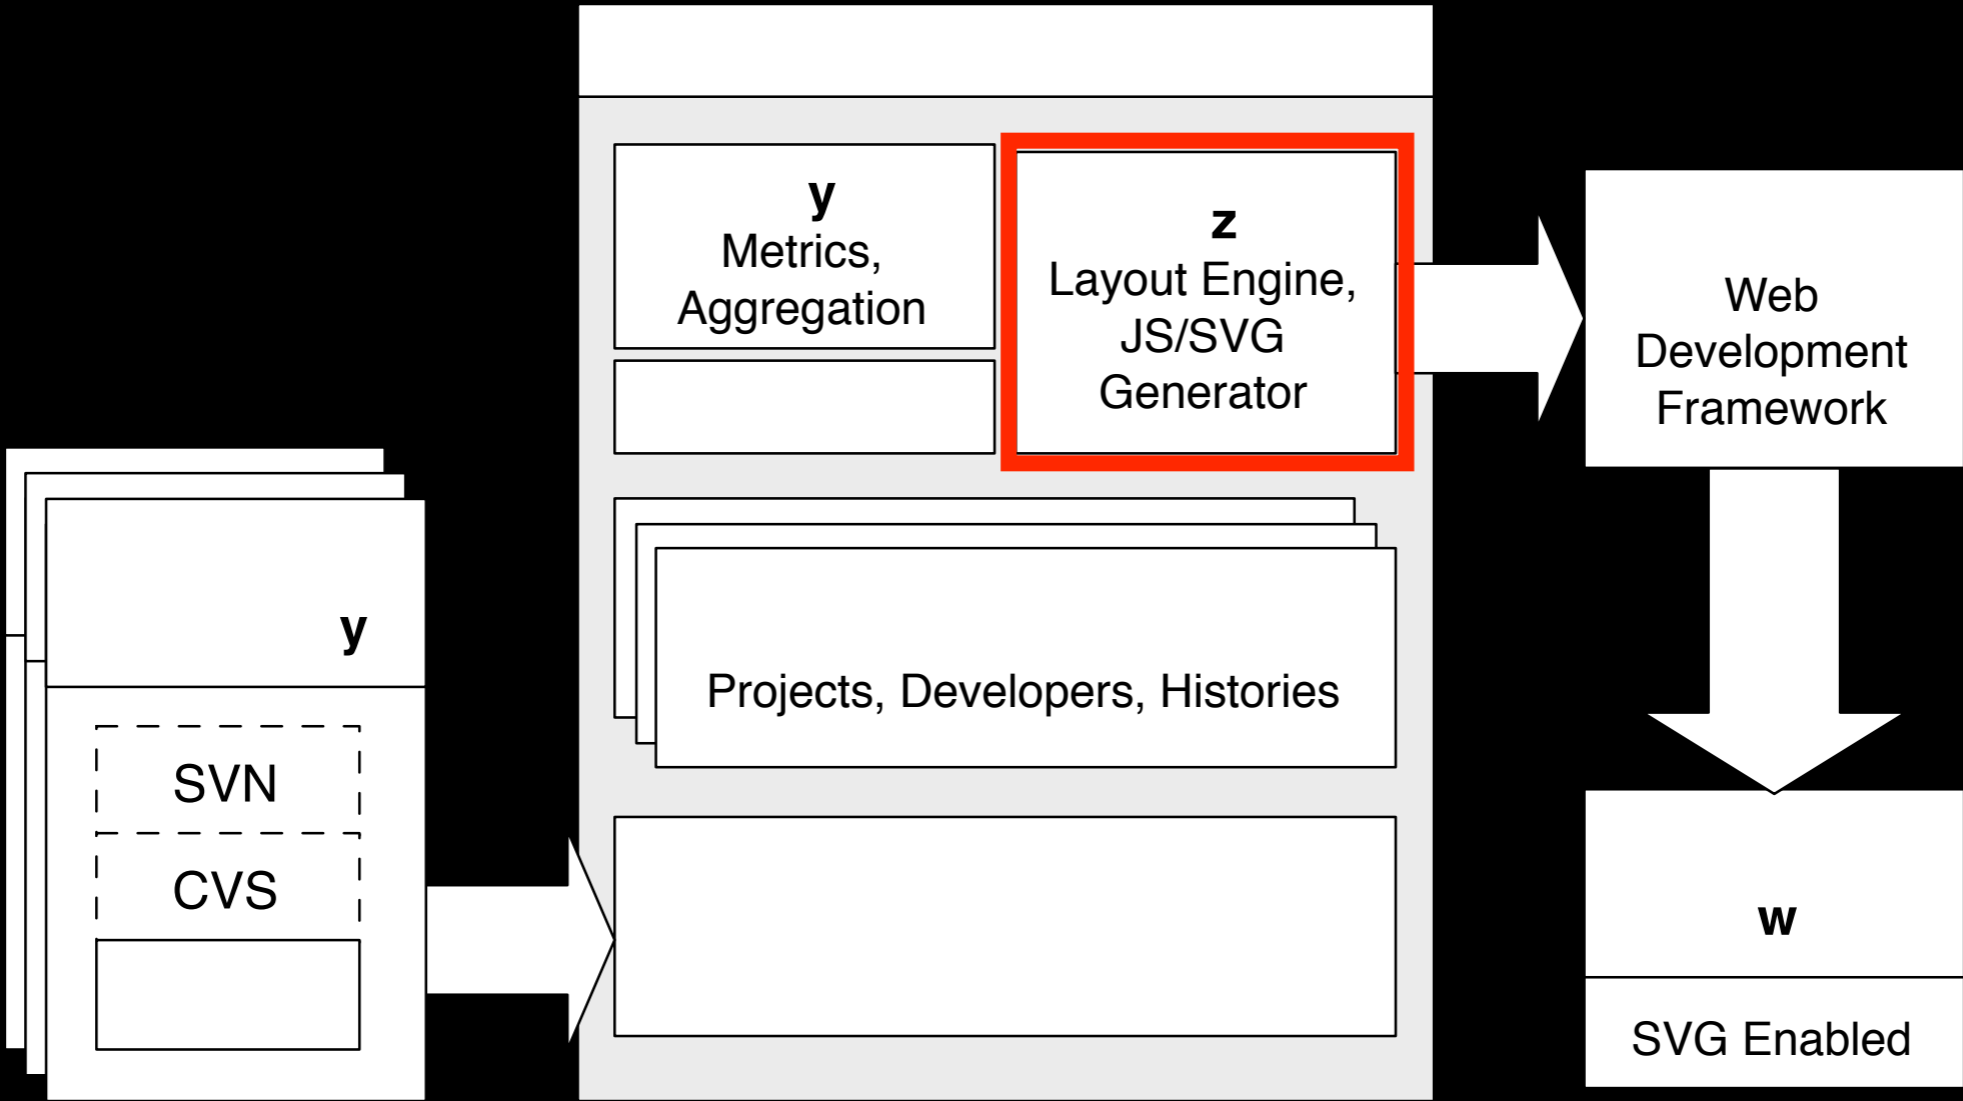 y
Metrics,
Aggregation
z
Layout Engine,
JS/SVG
Generator
Web
Development
Framework
y
Projects, Developers, Histories
SVN
CVS
w
SVG Enabled